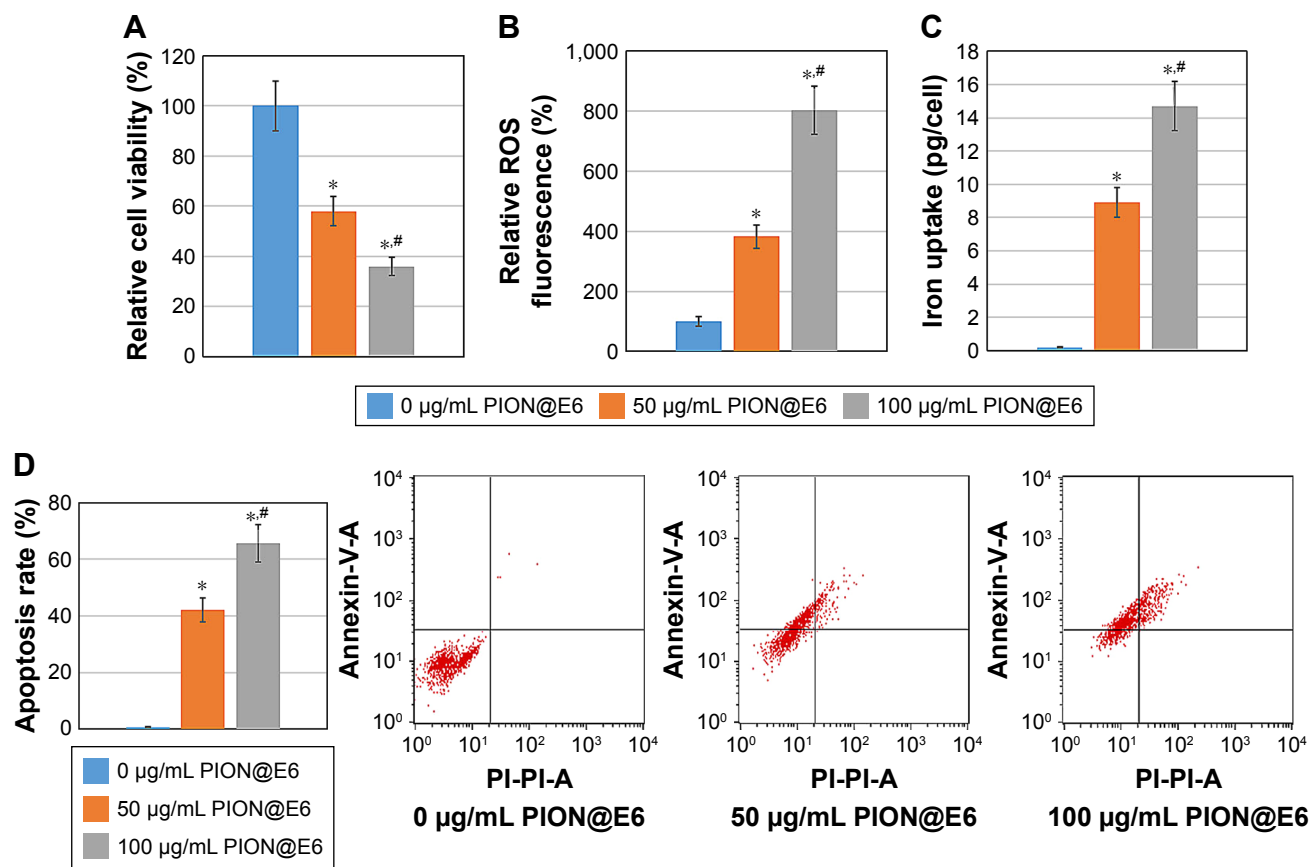 A
Relative cell viability (%)
120
100
80
60
40
20
0
*
*,#
B
Relative ROS
fluorescence (%)
1,000
800
600
400
200
0
*
*,#
C
Iron uptake (pg/cell)
18
16
14
12
10
8
6
4
2
0
*
*,#
0 µg/mL PION@E6 50 µg/mL PION@E6 100 µg/mL PION@E6
D
Apoptosis rate (%)
80
60
40
20
0
*
*,#
0 µg/mL PION@E6
50 µg/mL PION@E6
100 µg/mL PION@E6
Annexin-V-A
10⁴
10³
10²
10¹
10⁰
10⁰ 10¹ 10² 10³ 10⁴
PI-PI-A
0 µg/mL PION@E6
Annexin-V-A
10⁴
10³
10²
10¹
10⁰
10⁰ 10¹ 10² 10³ 10⁴
PI-PI-A
50 µg/mL PION@E6
Annexin-V-A
10⁴
10³
10²
10¹
10⁰
10⁰ 10¹ 10² 10³ 10⁴
PI-PI-A
100 µg/mL PION@E6